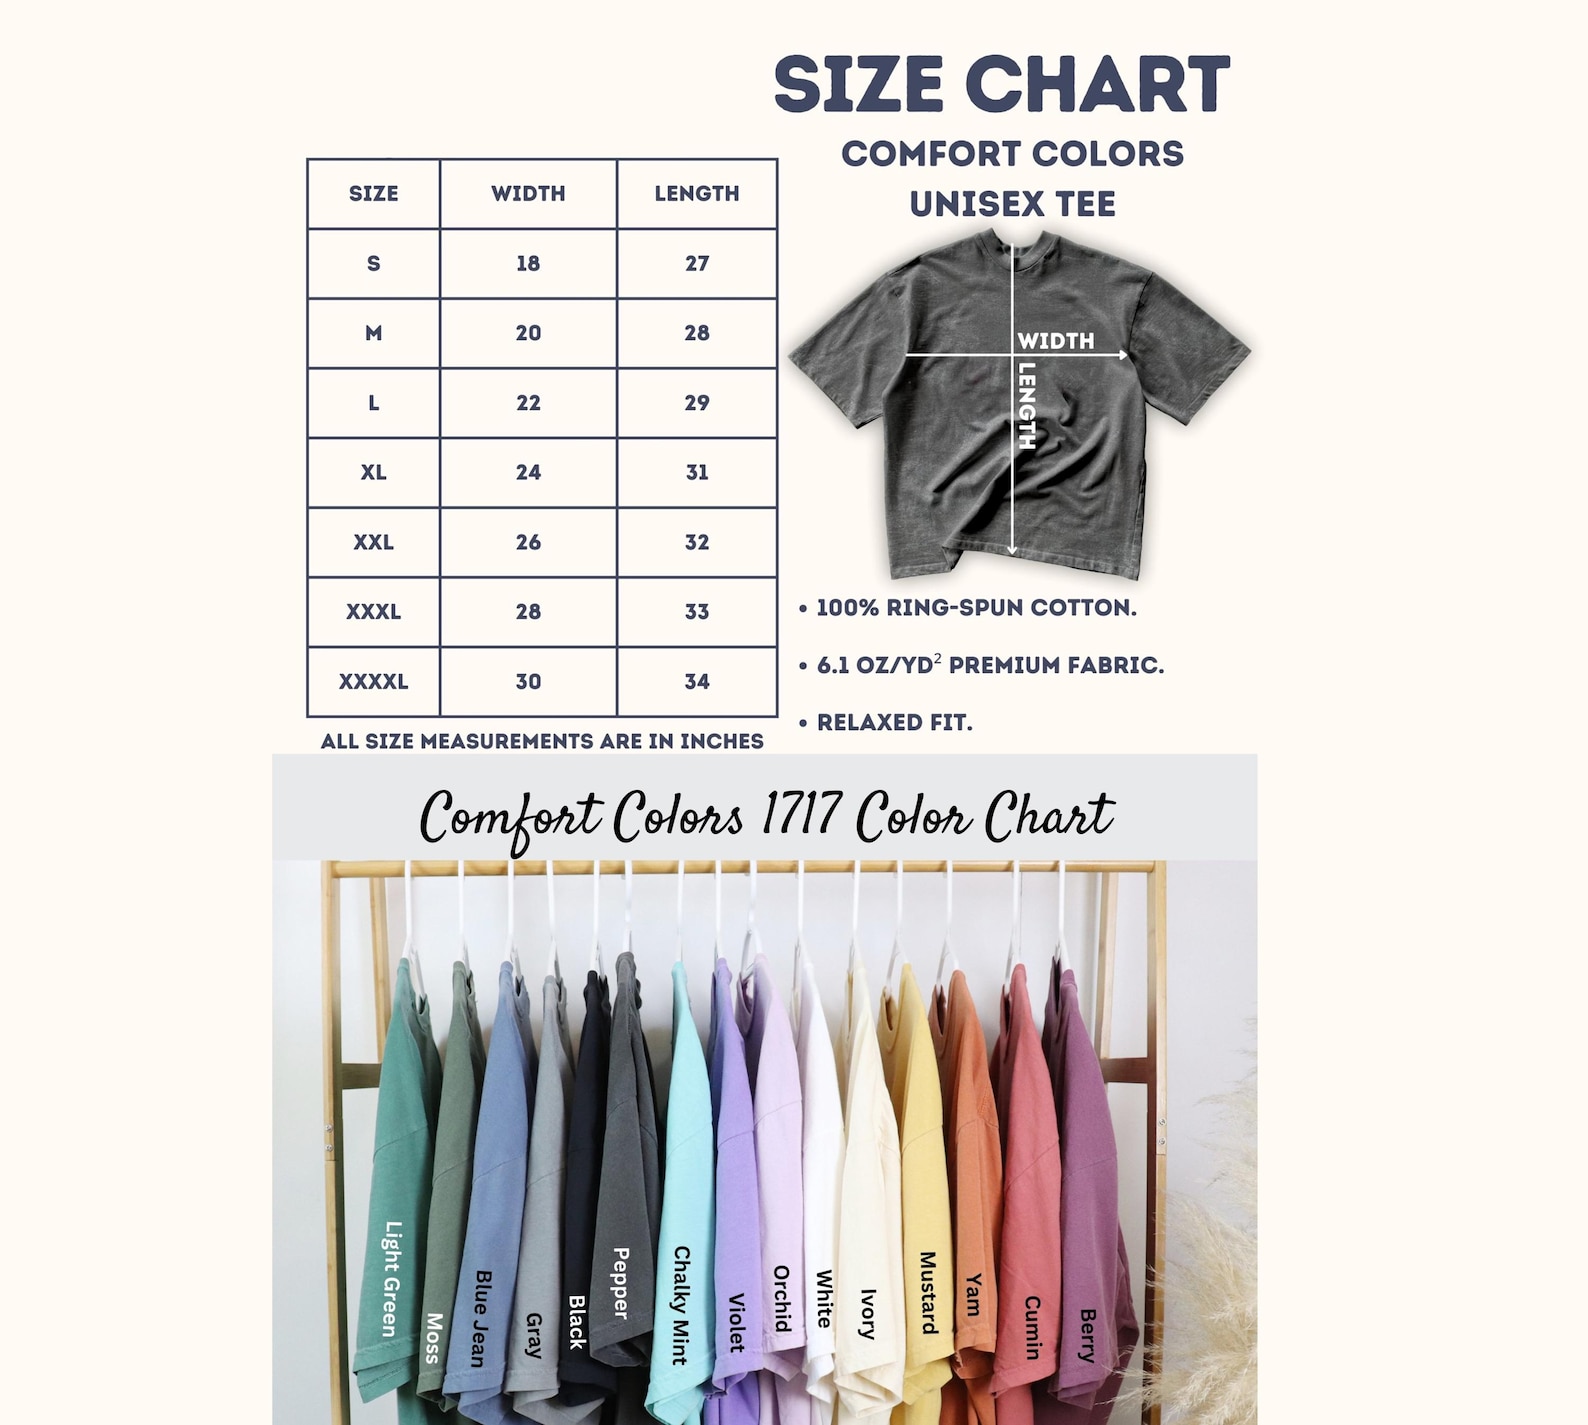 SIZE CHART
COMFORT COLORS
UNISEX TEE
SIZE WIDTH LENGTH
S 18 27
M 20 28
L 22 29
XL 24 31
XXL 26 32
XXXL 28 33
XXXXL 30 34
ALL SIZE MEASUREMENTS ARE IN INCHES
WIDTH
LENGTH
• 100% RING-SPUN COTTON.
• 6.1 OZ/YD² PREMIUM FABRIC.
• RELAXED FIT.
Comfort Colors 1717 Color Chart
Light Green
Moss
Blue Jean
Gray
Black
Pepper
Chalky Mint
Violet
Orchid
White
Ivory
Mustard
Yam
Cumin
Berry